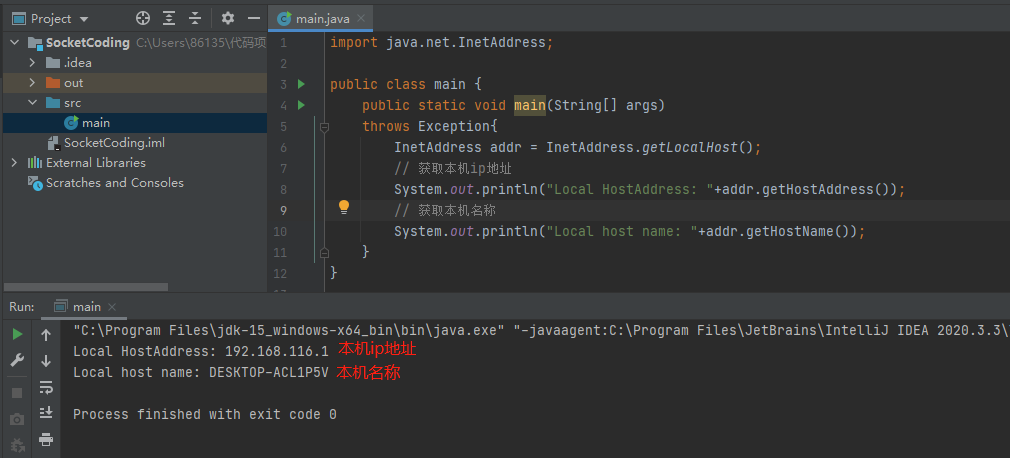 Project
SocketCoding C:\Users\86135\代码项
.idea
out
src
main
SocketCoding.iml
External Libraries
Scratches and Consoles
main.java
1 import java.net.InetAddress;
2
3 public class main {
4 public static void main(String[] args)
5 throws Exception{
6 InetAddress addr = InetAddress.getLocalHost();
7 // 获取本机ip地址
8 System.out.println("Local HostAddress: "+addr.getHostAddress());
9 // 获取本机名称
10 System.out.println("Local host name: "+addr.getHostName());
11 }
12 }
Run: main
"C:\Program Files\jdk-15_windows-x64_bin\bin\java.exe" "-javaagent:C:\Program Files\JetBrains\IntelliJ IDEA 2020.3.3\
Local HostAddress: 192.168.116.1 本机ip地址
Local host name: DESKTOP-ACL1P5V 本机名称
Process finished with exit code 0